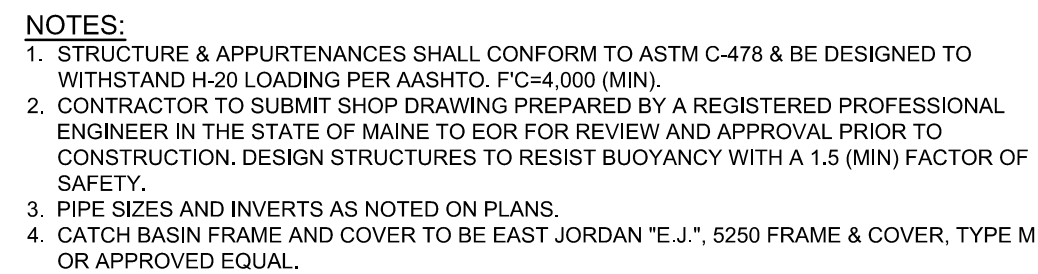 NOTES:
1. STRUCTURE & APPURTENANCES SHALL CONFORM TO ASTM C-478 & BE DESIGNED TO
WITHSTAND H-20 LOADING PER AASHTO. F'C=4,000 (MIN).
2. CONTRACTOR TO SUBMIT SHOP DRAWING PREPARED BY A REGISTERED PROFESSIONAL
ENGINEER IN THE STATE OF MAINE TO EOR FOR REVIEW AND APPROVAL PRIOR TO
CONSTRUCTION. DESIGN STRUCTURES TO RESIST BUOYANCY WITH A 1.5 (MIN) FACTOR OF
SAFETY.
3. PIPE SIZES AND INVERTS AS NOTED ON PLANS.
4. CATCH BASIN FRAME AND COVER TO BE EAST JORDAN "E.J.", 5250 FRAME & COVER, TYPE M
OR APPROVED EQUAL.